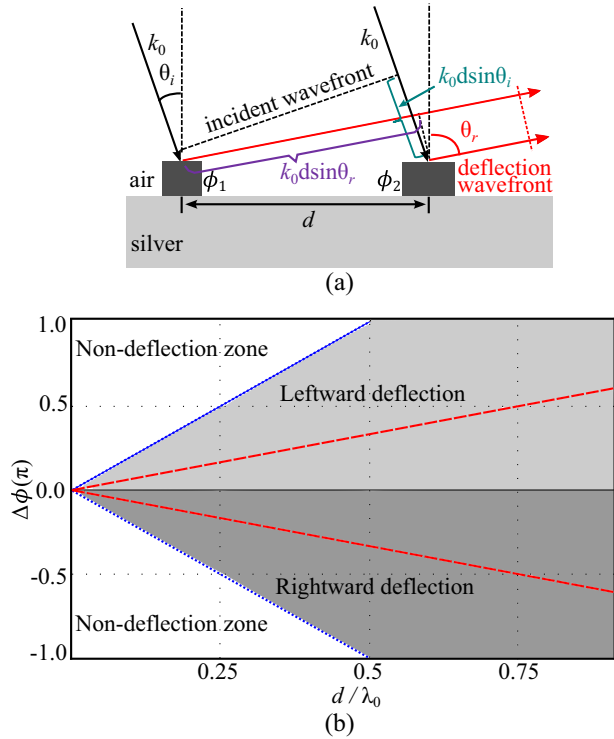 k₀
θᵢ
k₀
incident wavefront
k₀dsinθᵢ
θᵣ
air
ϕ₁
k₀dsinθᵣ
ϕ₂
deflection
wavefront
d
silver
(a)
1.0
Non-deflection zone
Leftward deflection
0.5
Δϕ(π)
0.0
-0.5
Rightward deflection
Non-deflection zone
-1.0
0.25
0.5
0.75
d / λ₀
(b)